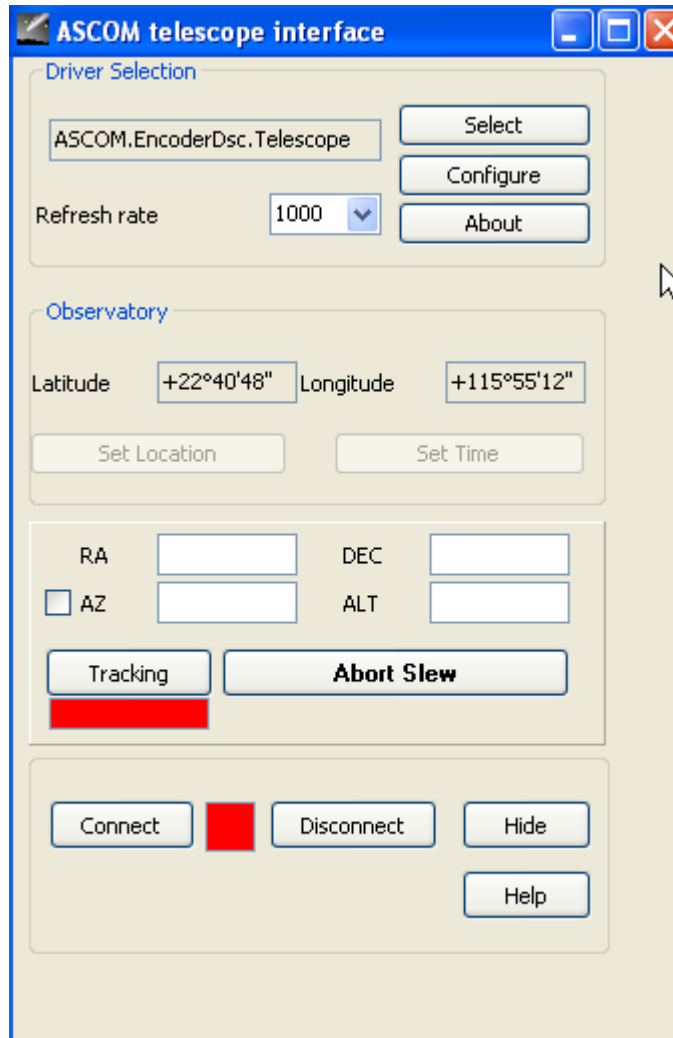 ASCOM telescope interface
Driver Selection
ASCOM.EncoderDsc.Telescope
Select
Configure
Refresh rate
1000
About
Observatory
Latitude
+22°40'48"
Longitude
+115°55'12"
Set Location
Set Time
RA
DEC
AZ
ALT
Tracking
Abort Slew
Connect
Disconnect
Hide
Help